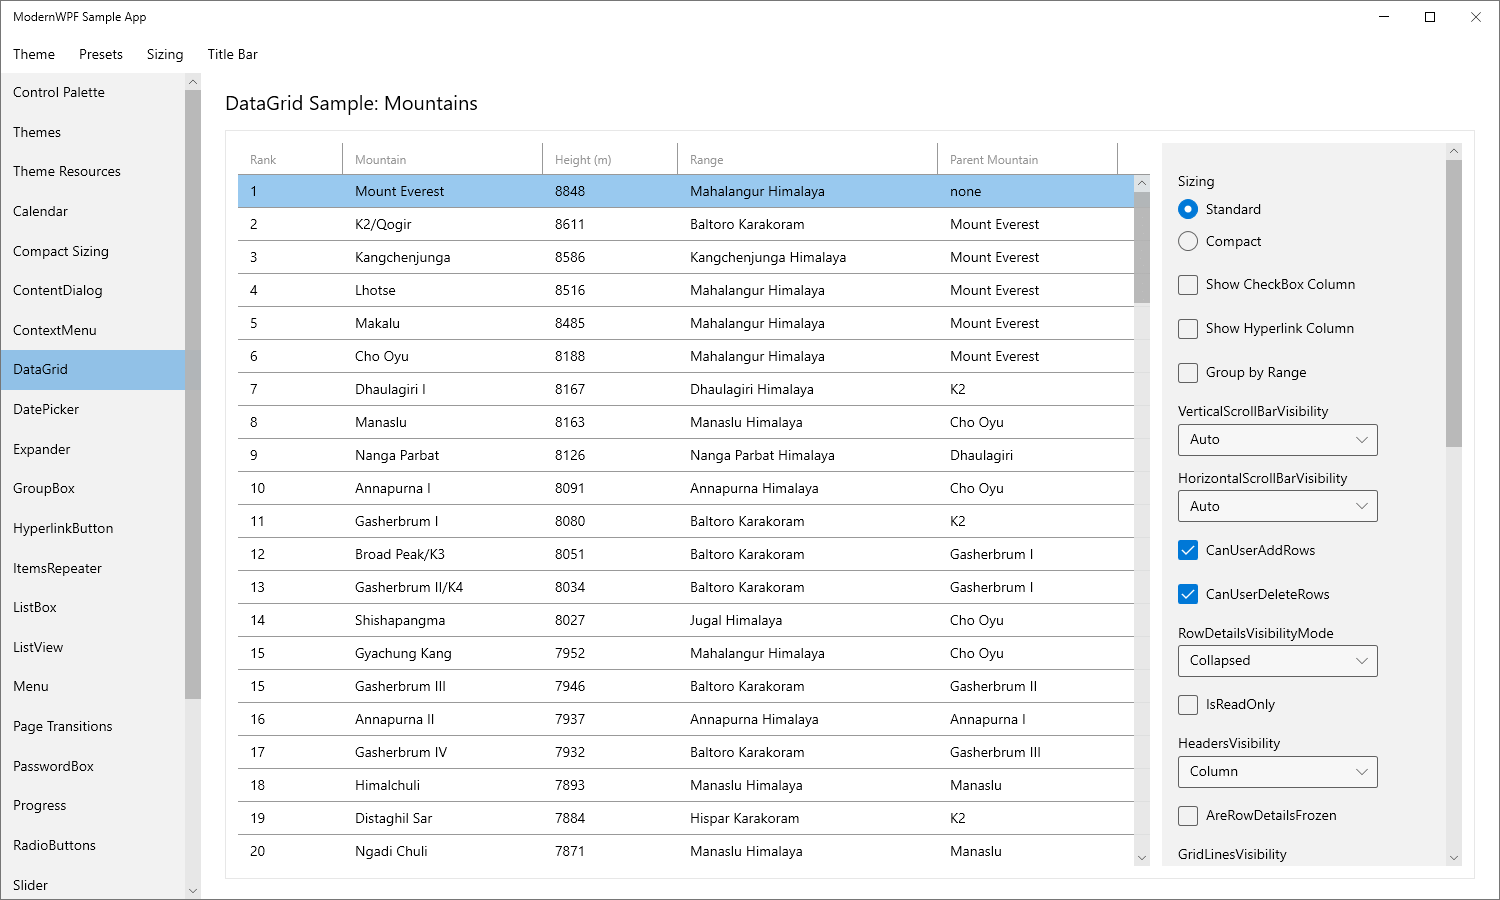 ModernWPF Sample App
Theme Presets Sizing Title Bar
Control Palette
Themes
Theme Resources
Calendar
Compact Sizing
ContentDialog
ContextMenu
DataGrid
DatePicker
Expander
GroupBox
HyperlinkButton
ItemsRepeater
ListBox
ListView
Menu
Page Transitions
PasswordBox
Progress
RadioButtons
Slider
DataGrid Sample: Mountains
Rank Mountain Height (m) Range Parent Mountain
1 Mount Everest 8848 Mahalangur Himalaya none
2 K2/Qogir 8611 Baltoro Karakoram Mount Everest
3 Kangchenjunga 8586 Kangchenjunga Himalaya Mount Everest
4 Lhotse 8516 Mahalangur Himalaya Mount Everest
5 Makalu 8485 Mahalangur Himalaya Mount Everest
6 Cho Oyu 8188 Mahalangur Himalaya Mount Everest
7 Dhaulagiri I 8167 Dhaulagiri Himalaya K2
8 Manaslu 8163 Manaslu Himalaya Cho Oyu
9 Nanga Parbat 8126 Nanga Parbat Himalaya Dhaulagiri
10 Annapurna I 8091 Annapurna Himalaya Cho Oyu
11 Gasherbrum I 8080 Baltoro Karakoram K2
12 Broad Peak/K3 8051 Baltoro Karakoram Gasherbrum I
13 Gasherbrum II/K4 8034 Baltoro Karakoram Gasherbrum I
14 Shishapangma 8027 Jugal Himalaya Cho Oyu
15 Gyachung Kang 7952 Mahalangur Himalaya Cho Oyu
15 Gasherbrum III 7946 Baltoro Karakoram Gasherbrum II
16 Annapurna II 7937 Annapurna Himalaya Annapurna I
17 Gasherbrum IV 7932 Baltoro Karakoram Gasherbrum III
18 Himalchuli 7893 Manaslu Himalaya Manaslu
19 Distaghil Sar 7884 Hispar Karakoram K2
20 Ngadi Chuli 7871 Manaslu Himalaya Manaslu
Sizing
Standard
Compact
Show CheckBox Column
Show Hyperlink Column
Group by Range
VerticalScrollBarVisibility
Auto
HorizontalScrollBarVisibility
Auto
CanUserAddRows
CanUserDeleteRows
RowDetailsVisibilityMode
Collapsed
IsReadOnly
HeadersVisibility
Column
AreRowDetailsFrozen
GridLinesVisibility